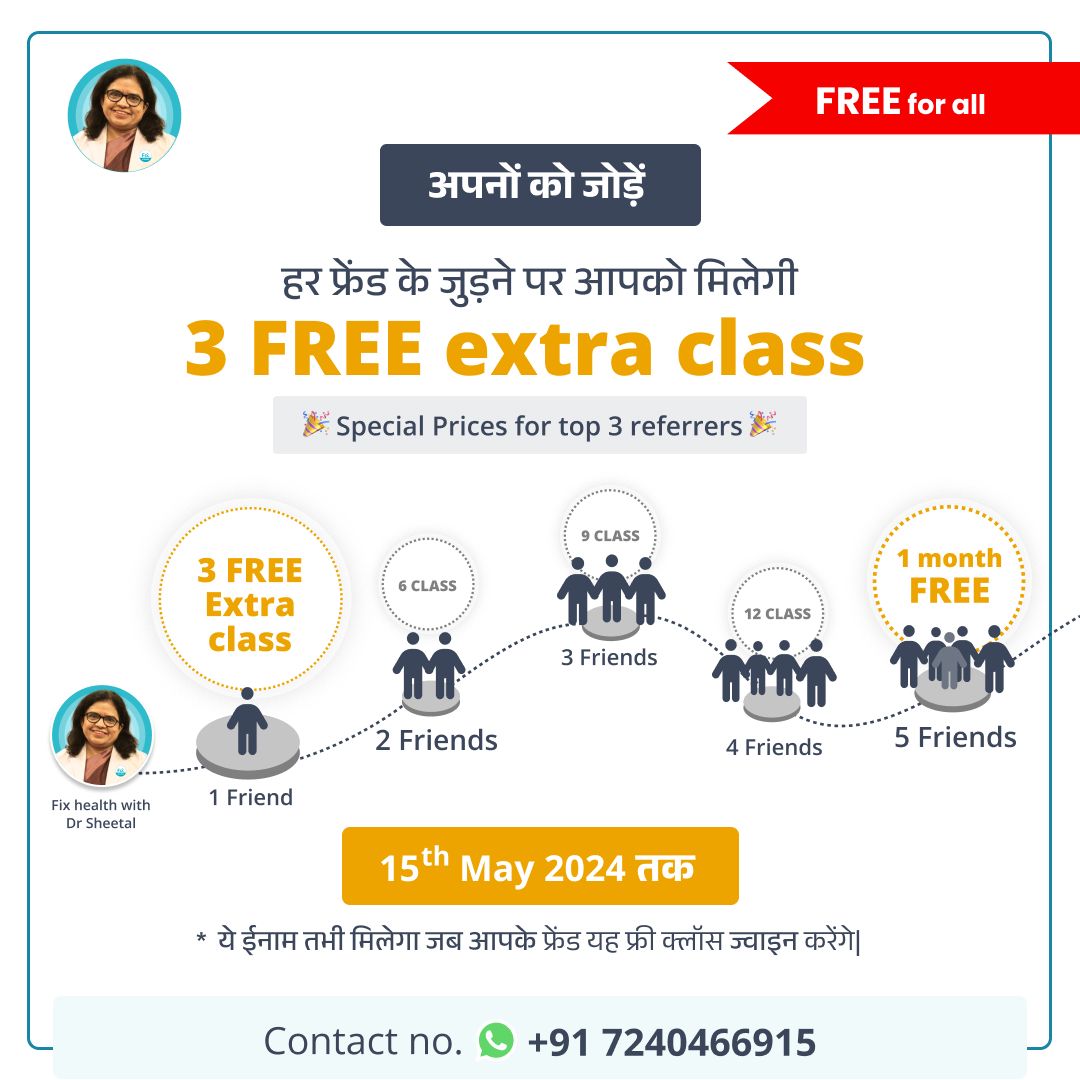 FREE for all
अपनों को जोड़ें
हर फ्रेंड के जुड़ने पर आपको मिलेगी
3 FREE extra class
🎉 Special Prices for top 3 referrers 🎉
3 FREE
Extra
class
1 Friend
6 CLASS
2 Friends
9 CLASS
3 Friends
12 CLASS
4 Friends
1 month
FREE
5 Friends
Fix health with
Dr Sheetal
15th May 2024 तक
* ये ईनाम तभी मिलेगा जब आपके फ्रेंड यह फ्री क्लॉस ज्वाइन करेंगे|
Contact no. +91 7240466915